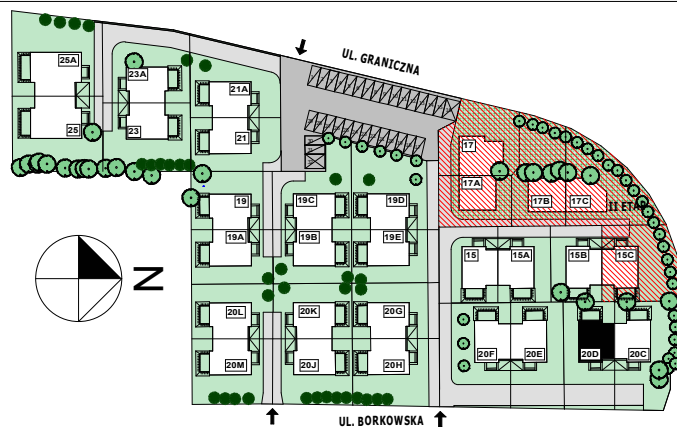 UL. GRANICZNA
25A
23A
21A
25
23
21
17
17A
17B
17C
II ETAP
19
19C
19D
19A
19B
19E
15
15A
15B
15C
N
20L
20K
20G
20M
20J
20H
20F
20E
20D
20C
UL. BORKOWSKA